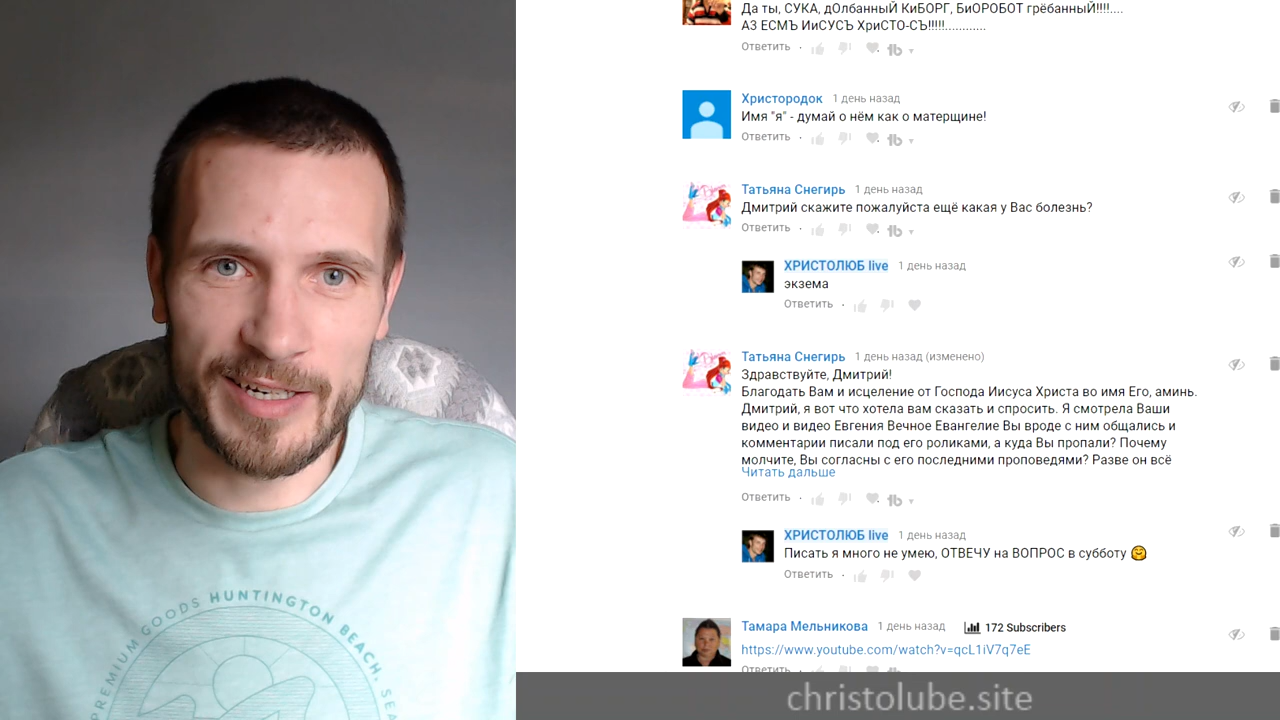 Да ты, СУКА, дОлбанныЙ КиБОРГ, БиОРОБОТ грёбанныЙ!!!!....
АЗ ЕСМЪ ИиСУСЪ ХриСТО-СЪ!!!!!............
Ответить
Христородок 1 день назад
Имя "я" - думай о нём как о матерщине!
Ответить
Татьяна Снегирь 1 день назад
Дмитрий скажите пожалуйста ещё какая у Вас болезнь?
Ответить
ХРИСТОЛЮБ live 1 день назад
экзема
Ответить
Татьяна Снегирь 1 день назад (изменено)
Здравствуйте, Дмитрий!
Благодать Вам и исцеление от Господа Иисуса Христа во имя Его, аминь.
Дмитрий, я вот что хотела вам сказать и спросить. Я смотрела Ваши
видео и видео Евгения Вечное Евангелие Вы вроде с ним общались и
комментарии писали под его роликами, а куда Вы пропали? Почему
молчите, Вы согласны с его последними проповедями? Разве он всё
Читать дальше
Ответить
ХРИСТОЛЮБ live 1 день назад
Писать я много не умею, ОТВЕЧУ на ВОПРОС в субботу 🤗
Ответить
Тамара Мельникова 1 день назад 172 Subscribers
https://www.youtube.com/watch?v=qcL1iV7q7eE
Ответить
christolube.site
PREMIUM GOODS HUNTINGTON BEACH,